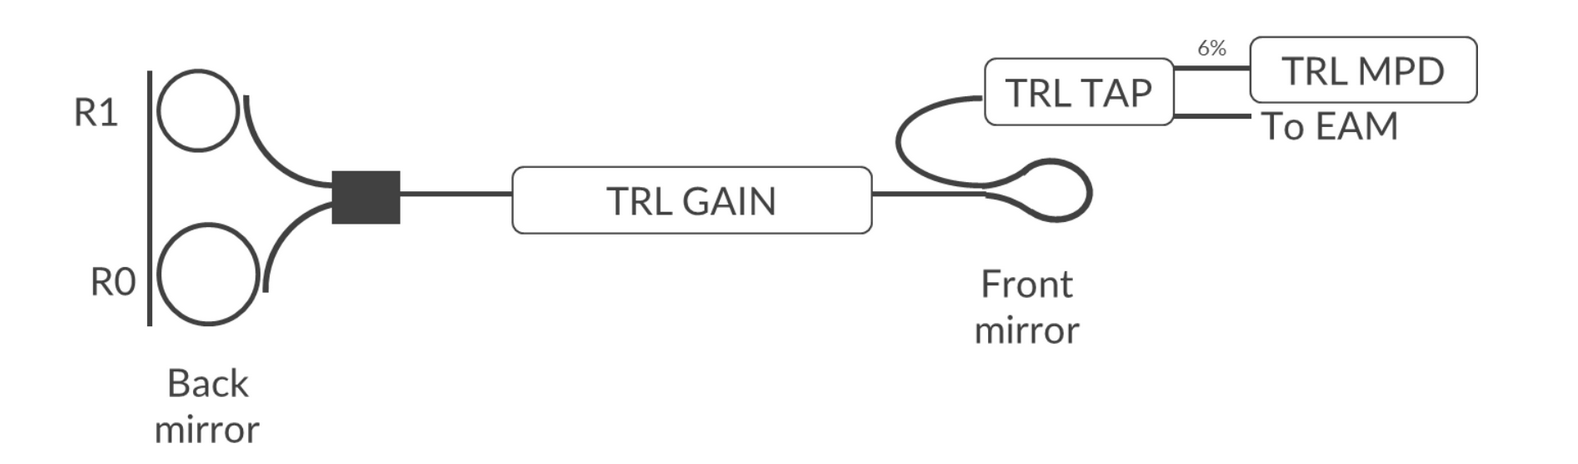 R1
R0
Back
mirror
TRL GAIN
Front
mirror
TRL TAP
6%
TRL MPD
To EAM